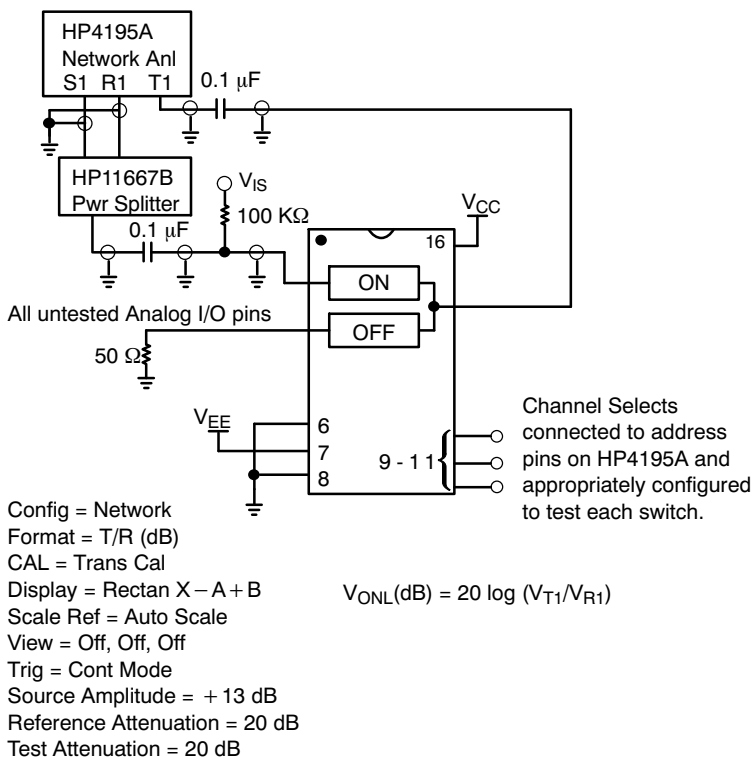 HP4195A
Network Anl
S1 R1 T1
0.1 μF
HP11667B
Pwr Splitter
V_IS
100 KΩ
0.1 μF
V_CC
16
ON
All untested Analog I/O pins
OFF
50 Ω
V_EE
6
7
8
9 - 1 1
Channel Selects
connected to address
pins on HP4195A and
appropriately configured
to test each switch.
Config = Network
Format = T/R (dB)
CAL = Trans Cal
Display = Rectan X – A + B
Scale Ref = Auto Scale
View = Off, Off, Off
Trig = Cont Mode
Source Amplitude = + 13 dB
Reference Attenuation = 20 dB
Test Attenuation = 20 dB
V_ONL(dB) = 20 log (V_T1/V_R1)